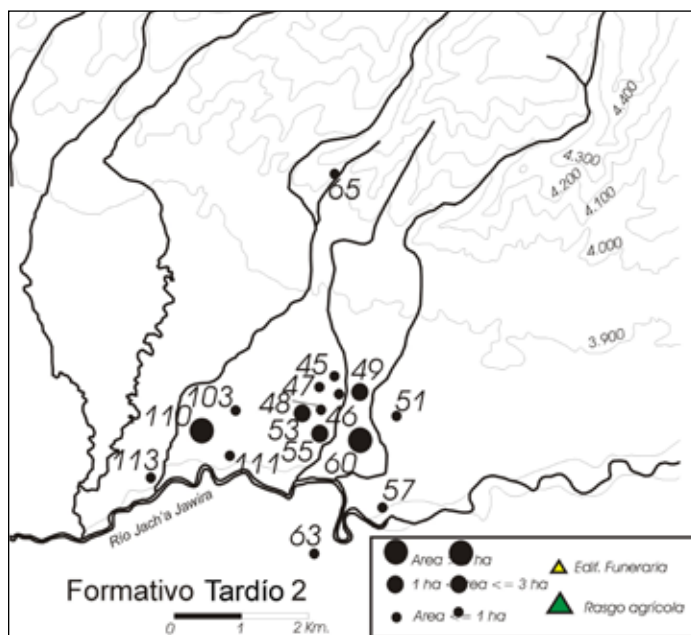 4.400
4.300
4.200
4.100
4.000
3.900
65
45
47
49
103
48
51
110
53
46
55
60
113
111
57
63
Río Jach'a Jawira
Formativo Tardío 2
0 1 2 Km.
Area ha
1 ha area <= 3 ha
Area <= 1 ha
Edif. Funeraria
Rasgo agrícola